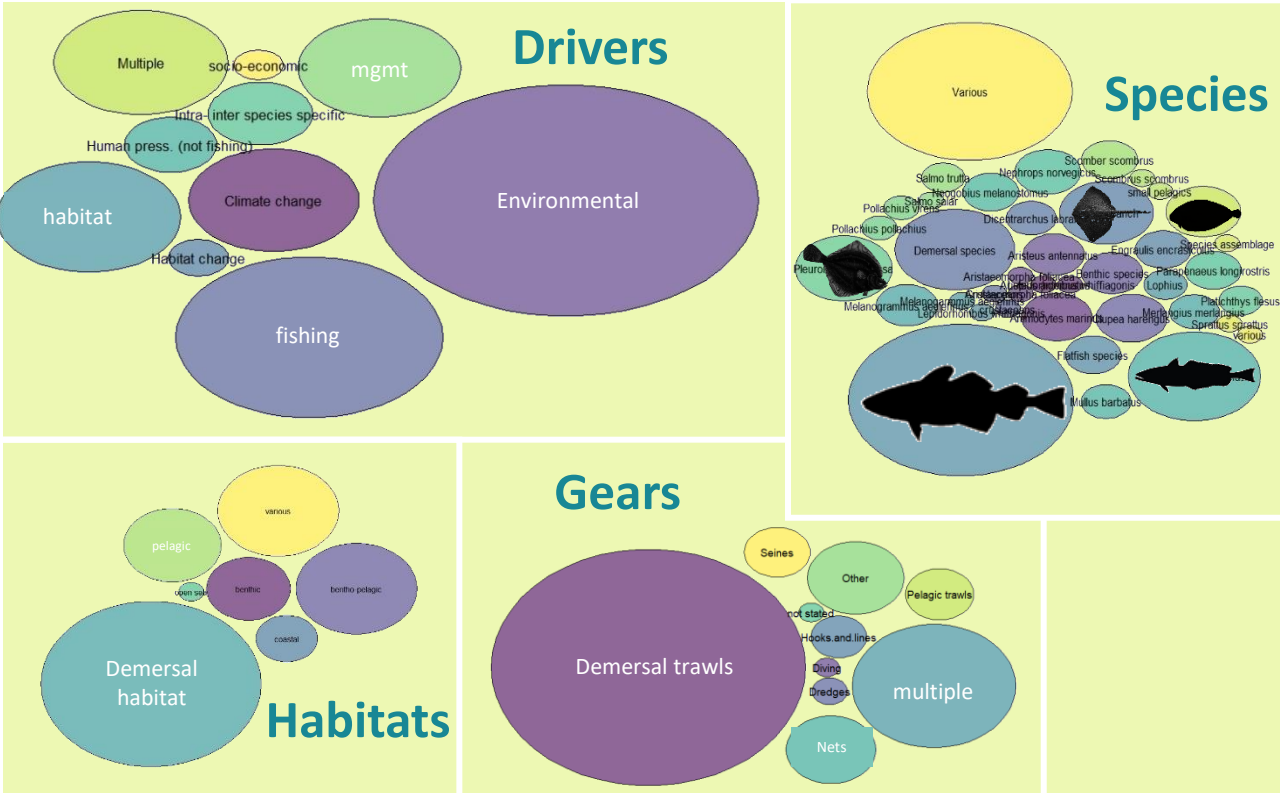 Drivers
Multiple
socio-economic
mgmt
Intra- inter species specific
Human press. (not fishing)
Environmental
Climate change
habitat
Habitat change
fishing
Species
Various
Scomber scombrus
Nephrops norvegicus
Salmo trutta
Scombrus scombrus
Neogobius melanostomus
small pelagics
Salmo salar
Pollachius virens
Dicentrarchus labrax
Pollachius pollachius
Demersal species
Engraulis encrasicolus
Species assemblage
Aristeus antennatus
Benthic species
Parapenaeus longirostris
Aristaeomorpha foliacea
Lophius
Melanogrammus aeglefinus
Platichthys flesus
Ammodytes marinus
Clupea harengus
Merlangius merlangus
Sprattus sprattus
various
Flatfish species
Mullus barbatus
Habitats
various
pelagic
open sea
benthic
bentho pelagic
coastal
Demersal
habitat
Gears
Seines
Other
Pelagic trawls
not stated
Hooks.and.lines
Demersal trawls
Diving
Dredges
multiple
Nets